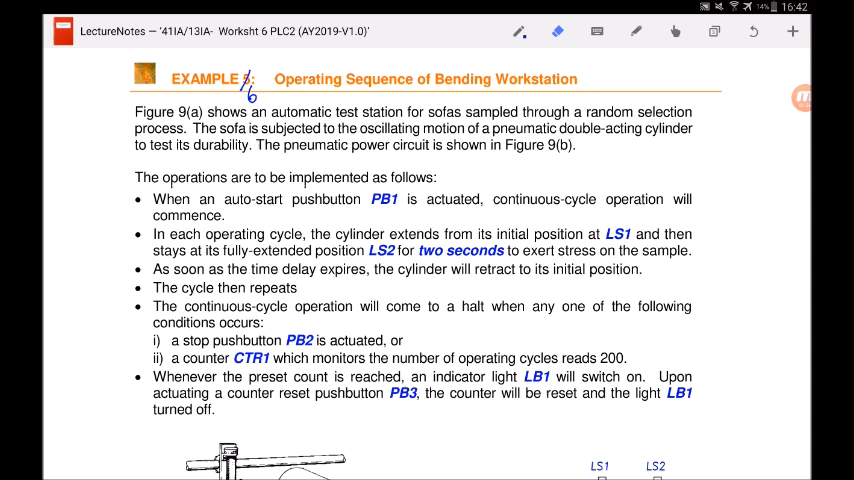 16:42
14%
LectureNotes — '41IA/13IA- Worksht 6 PLC2 (AY2019-V1.0)'
EXAMPLE 5: Operating Sequence of Bending Workstation
6
Figure 9(a) shows an automatic test station for sofas sampled through a random selection
process. The sofa is subjected to the oscillating motion of a pneumatic double-acting cylinder
to test its durability. The pneumatic power circuit is shown in Figure 9(b).
The operations are to be implemented as follows:
• When an auto-start pushbutton PB1 is actuated, continuous-cycle operation will
commence.
• In each operating cycle, the cylinder extends from its initial position at LS1 and then
stays at its fully-extended position LS2 for two seconds to exert stress on the sample.
• As soon as the time delay expires, the cylinder will retract to its initial position.
• The cycle then repeats
• The continuous-cycle operation will come to a halt when any one of the following
conditions occurs:
i) a stop pushbutton PB2 is actuated, or
ii) a counter CTR1 which monitors the number of operating cycles reads 200.
• Whenever the preset count is reached, an indicator light LB1 will switch on. Upon
actuating a counter reset pushbutton PB3, the counter will be reset and the light LB1
turned off.
LS1 LS2